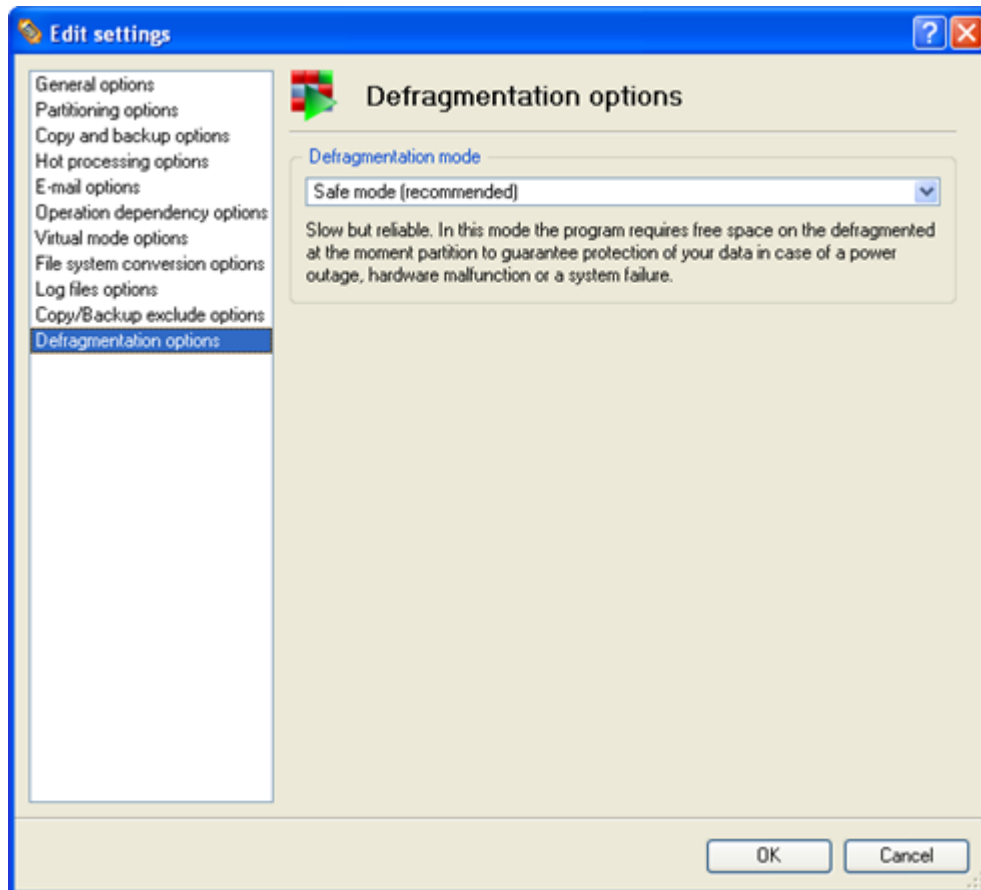 Edit settings
General options
Partitioning options
Copy and backup options
Hot processing options
E-mail options
Operation dependency options
Virtual mode options
File system conversion options
Log files options
Copy/Backup exclude options
Defragmentation options
Defragmentation options
Defragmentation mode
Safe mode (recommended)
Slow but reliable. In this mode the program requires free space on the defragmented
at the moment partition to guarantee protection of your data in case of a power
outage, hardware malfunction or a system failure.
OK
Cancel